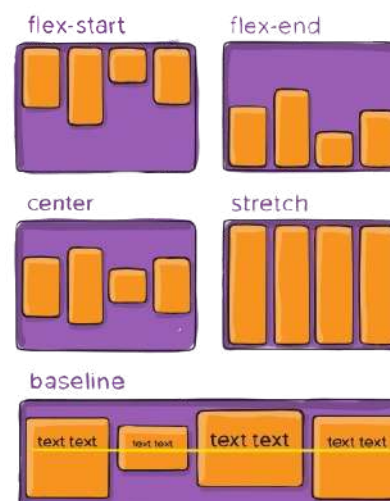 flex-start
flex-end
center
stretch
baseline
text text
text text
text text
text text